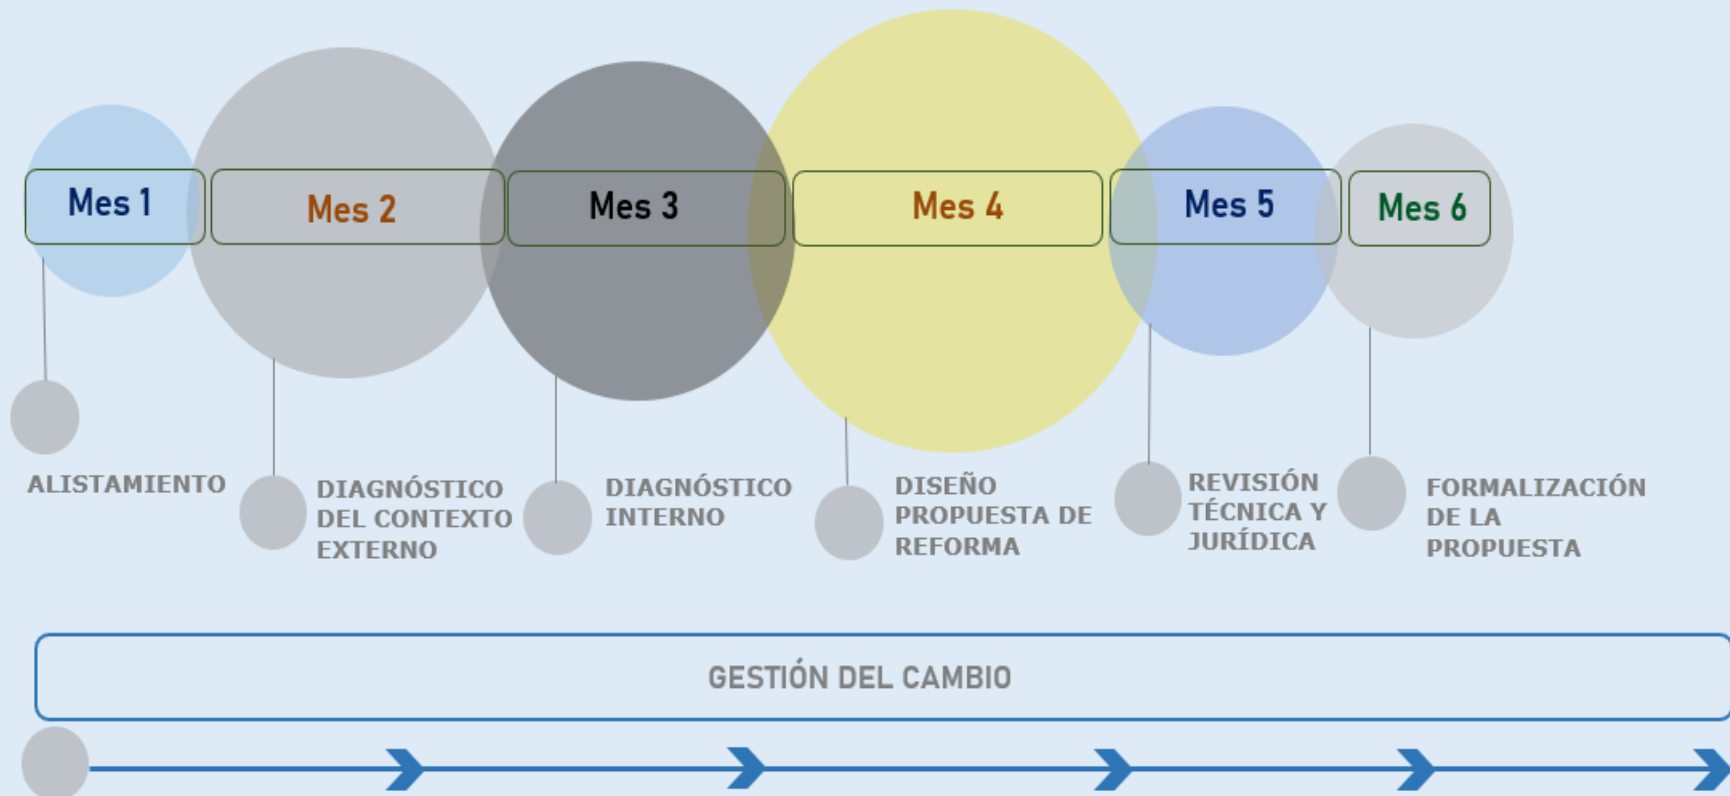 Mes 1
Mes 2
Mes 3
Mes 4
Mes 5
Mes 6
ALISTAMIENTO
DIAGNÓSTICO
DEL CONTEXTO
EXTERNO
DIAGNÓSTICO
INTERNO
DISEÑO
PROPUESTA DE
REFORMA
REVISIÓN
TÉCNICA Y
JURÍDICA
FORMALIZACIÓN
DE LA
PROPUESTA
GESTIÓN DEL CAMBIO